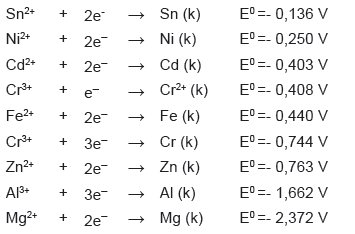 Sn²⁺ + 2e⁻ → Sn (k) E⁰ =- 0,136 V
Ni²⁺ + 2e⁻ → Ni (k) E⁰ =- 0,250 V
Cd²⁺ + 2e⁻ → Cd (k) E⁰ =- 0,403 V
Cr³⁺ + e⁻ → Cr²⁺ (k) E⁰ =- 0,408 V
Fe²⁺ + 2e⁻ → Fe (k) E⁰ =- 0,440 V
Cr³⁺ + 3e⁻ → Cr (k) E⁰ =- 0,744 V
Zn²⁺ + 2e⁻ → Zn (k) E⁰ =- 0,763 V
Al³⁺ + 3e⁻ → Al (k) E⁰ =- 1,662 V
Mg²⁺ + 2e⁻ → Mg (k) E⁰ =- 2,372 V